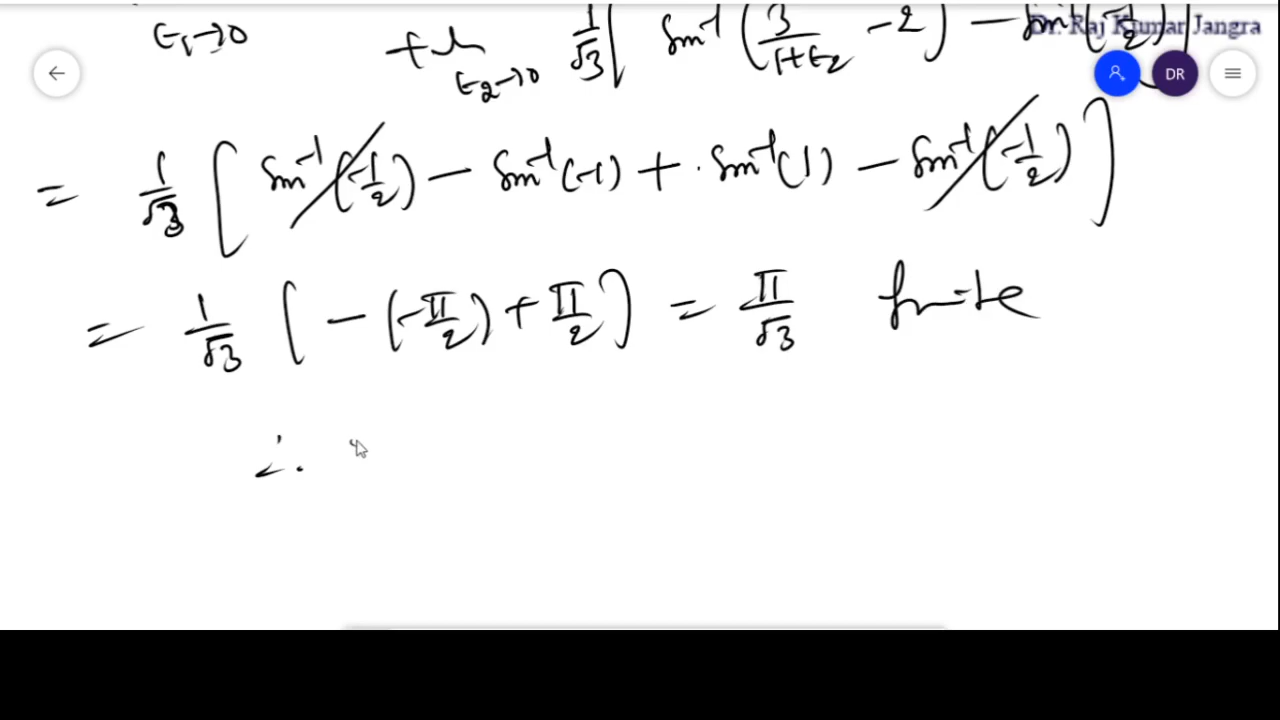 Dr. Raj Kumar Jangra
ε₁→0 + lim ε₂→0 1/√3 [ sin⁻¹ ( 3/(1+ε₂) - 2 ) - sin⁻¹(-1/2) ]
DR
= 1/√3 [ sin⁻¹(-1/2) - sin⁻¹(-1) + sin⁻¹(1) - sin⁻¹(-1/2) ]
= 1/√3 [ - (-π/2) + π/2 ] = π/√3 finite
∴